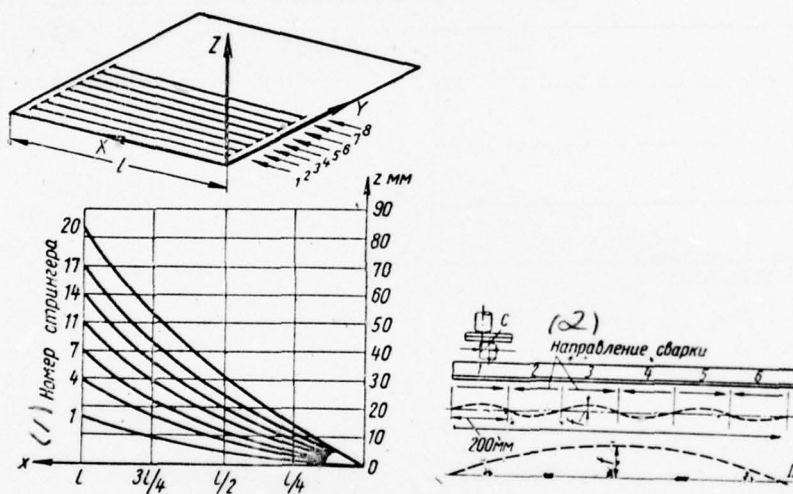 Z
Y
X
l
1 2 3 4 5 6 7 8
z мм
90
20
80
17
70
14
60
(1) Номер стрингера
11
50
7
40
4
30
1
20
10
x
0
l
3l/4
l/2
l/4
C
(2)
Направление сварки
1 2 3 4 5 6
200мм